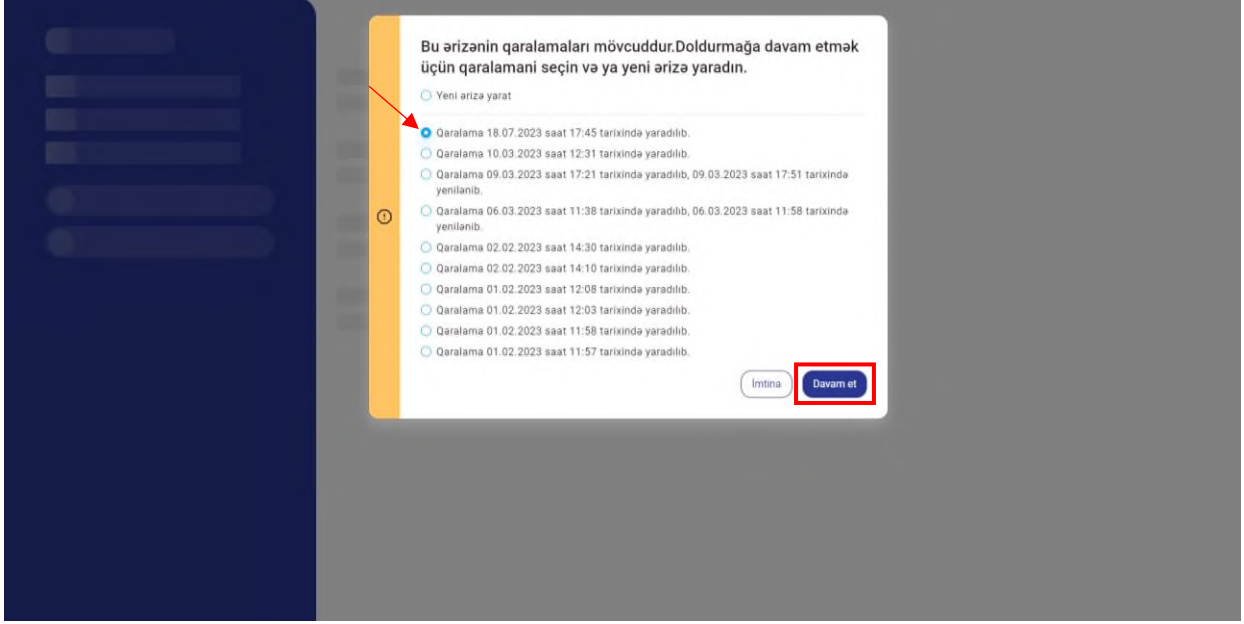 Bu ərizənin qaralamaları mövcuddur.Doldurmağa davam etmək
üçün qaralamani seçin və ya yeni ərizə yaradın.
Yeni ərizə yarat
Qaralama 18.07.2023 saat 17:45 tarixində yaradılıb.
Qaralama 10.03.2023 saat 12:31 tarixində yaradılıb.
Qaralama 09.03.2023 saat 17:21 tarixində yaradılıb, 09.03.2023 saat 17:51 tarixində
yenilənib.
Qaralama 06.03.2023 saat 11:38 tarixində yaradılıb, 06.03.2023 saat 11:58 tarixində
yenilənib.
Qaralama 02.02.2023 saat 14:30 tarixində yaradılıb.
Qaralama 02.02.2023 saat 14:10 tarixində yaradılıb.
Qaralama 01.02.2023 saat 12:08 tarixində yaradılıb.
Qaralama 01.02.2023 saat 12:03 tarixində yaradılıb.
Qaralama 01.02.2023 saat 11:58 tarixində yaradılıb.
Qaralama 01.02.2023 saat 11:57 tarixində yaradılıb.
İmtina Davam et